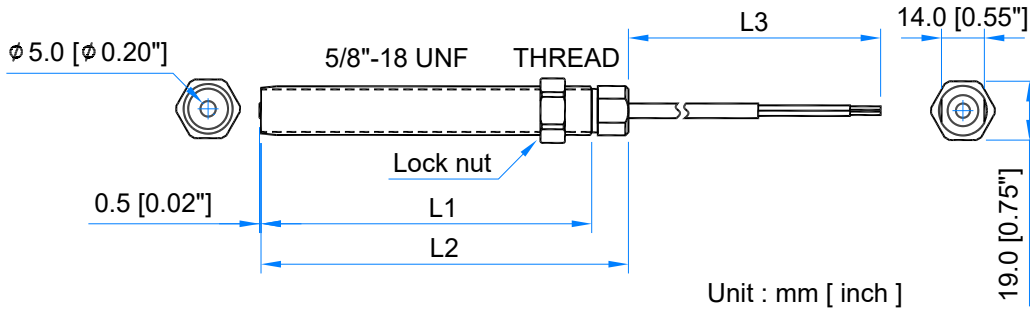 L3
14.0 [0.55"]
⌀5.0 [⌀0.20"]
5/8"-18 UNF THREAD
Lock nut
0.5 [0.02"]
L1
L2
19.0 [0.75"]
Unit : mm [ inch ]